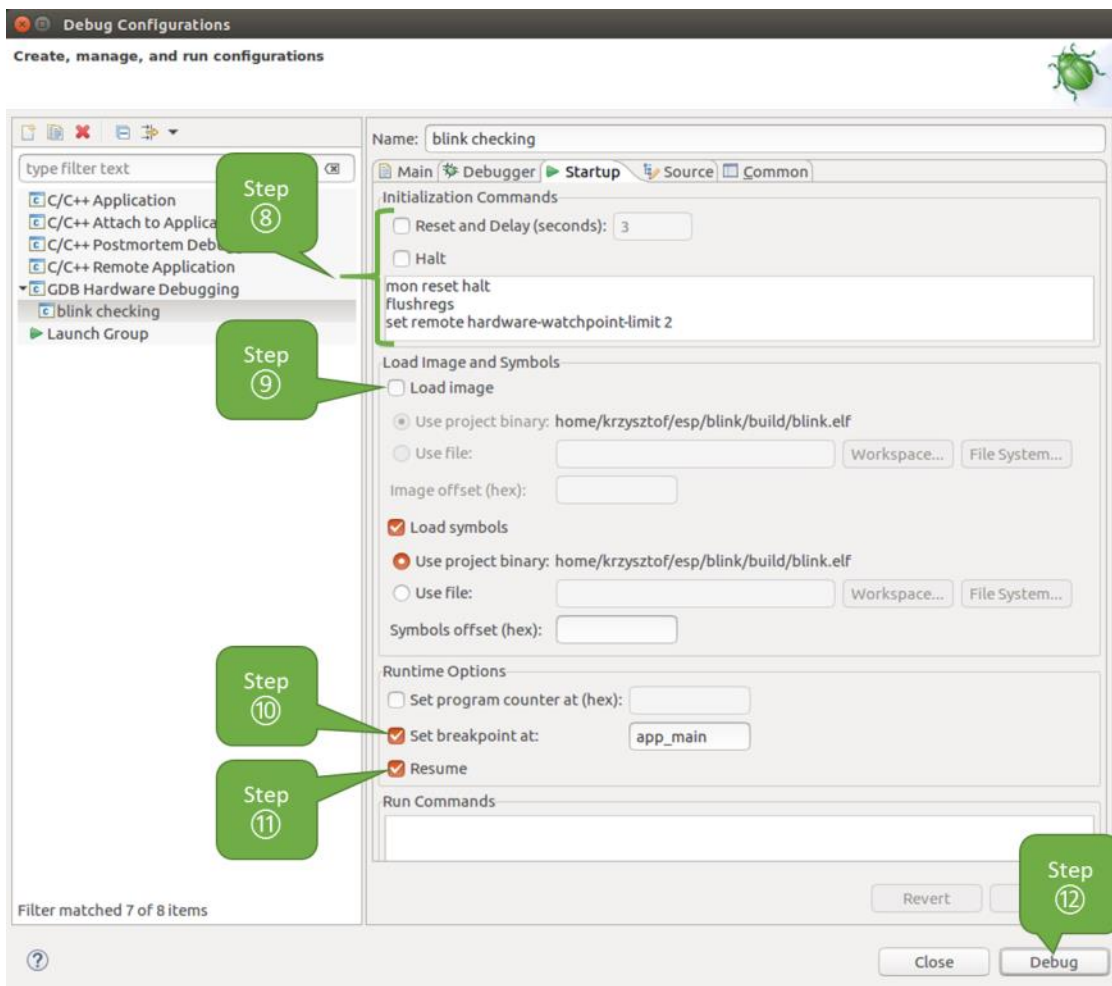 Debug Configurations
Create, manage, and run configurations
type filter text
C/C++ Application
C/C++ Attach to Applica
C/C++ Postmortem Deb
C/C++ Remote Application
GDB Hardware Debugging
blink checking
Launch Group
Filter matched 7 of 8 items
Step
⑧
Step
⑨
Step
⑩
Step
⑪
Name: blink checking
Main Debugger Startup Source Common
Initialization Commands
Reset and Delay (seconds): 3
Halt
mon reset halt
flushregs
set remote hardware-watchpoint-limit 2
Load Image and Symbols
Load image
Use project binary: home/krzysztof/esp/blink/build/blink.elf
Use file: Workspace... File System...
Image offset (hex):
Load symbols
Use project binary: home/krzysztof/esp/blink/build/blink.elf
Use file: Workspace... File System...
Symbols offset (hex):
Runtime Options
Set program counter at (hex):
Set breakpoint at: app_main
Resume
Run Commands
Step
⑫
Revert
Close Debug